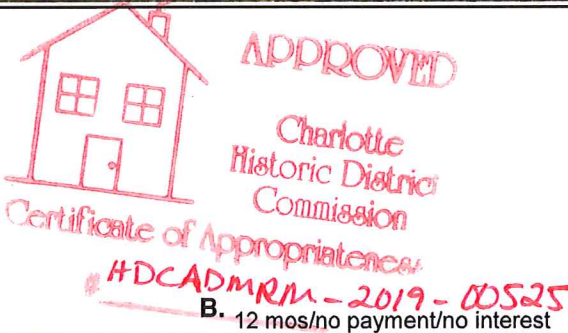 APPROVED
Charlotte
Historic District
Commission
Certificate of Appropriateness
# HDCADMRM-2019-00525
B. 12 mos/no payment/no interest